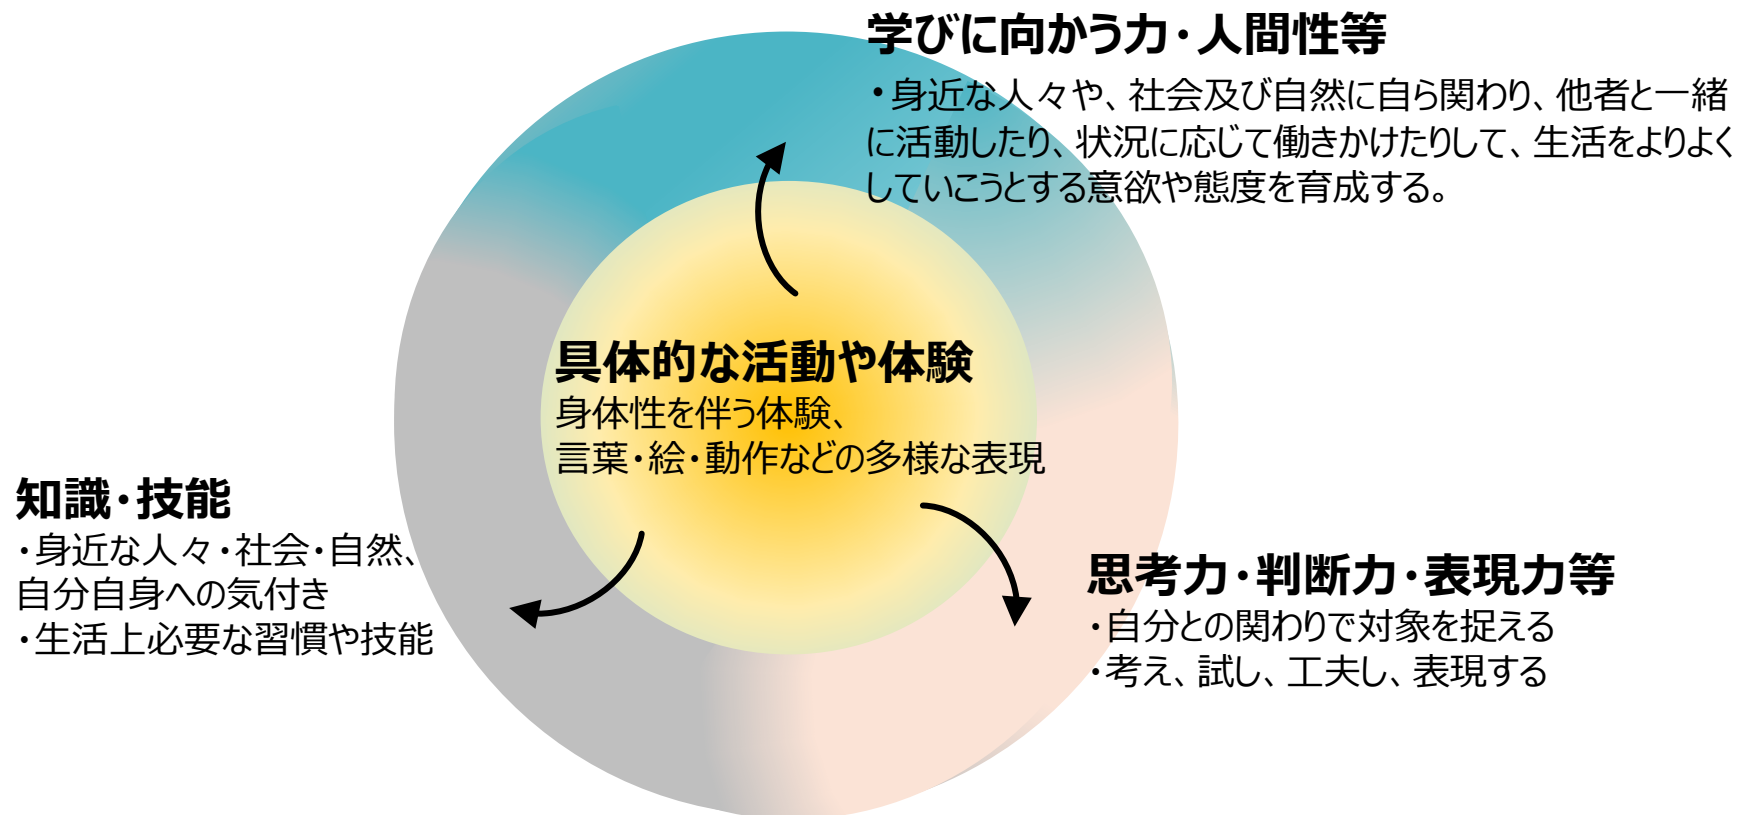 学びに向かう力・人間性等
・身近な人々や、社会及び自然に自ら関わり、他者と一緒
に活動したり、状況に応じて働きかけたりして、生活をよりよく
していこうとする意欲や態度を育成する。
具体的な活動や体験
身体性を伴う体験、
言葉・絵・動作などの多様な表現
知識・技能
・身近な人々・社会・自然、
自分自身への気付き
・生活上必要な習慣や技能
思考力・判断力・表現力等
・自分との関わりで対象を捉える
・考え、試し、工夫し、表現する